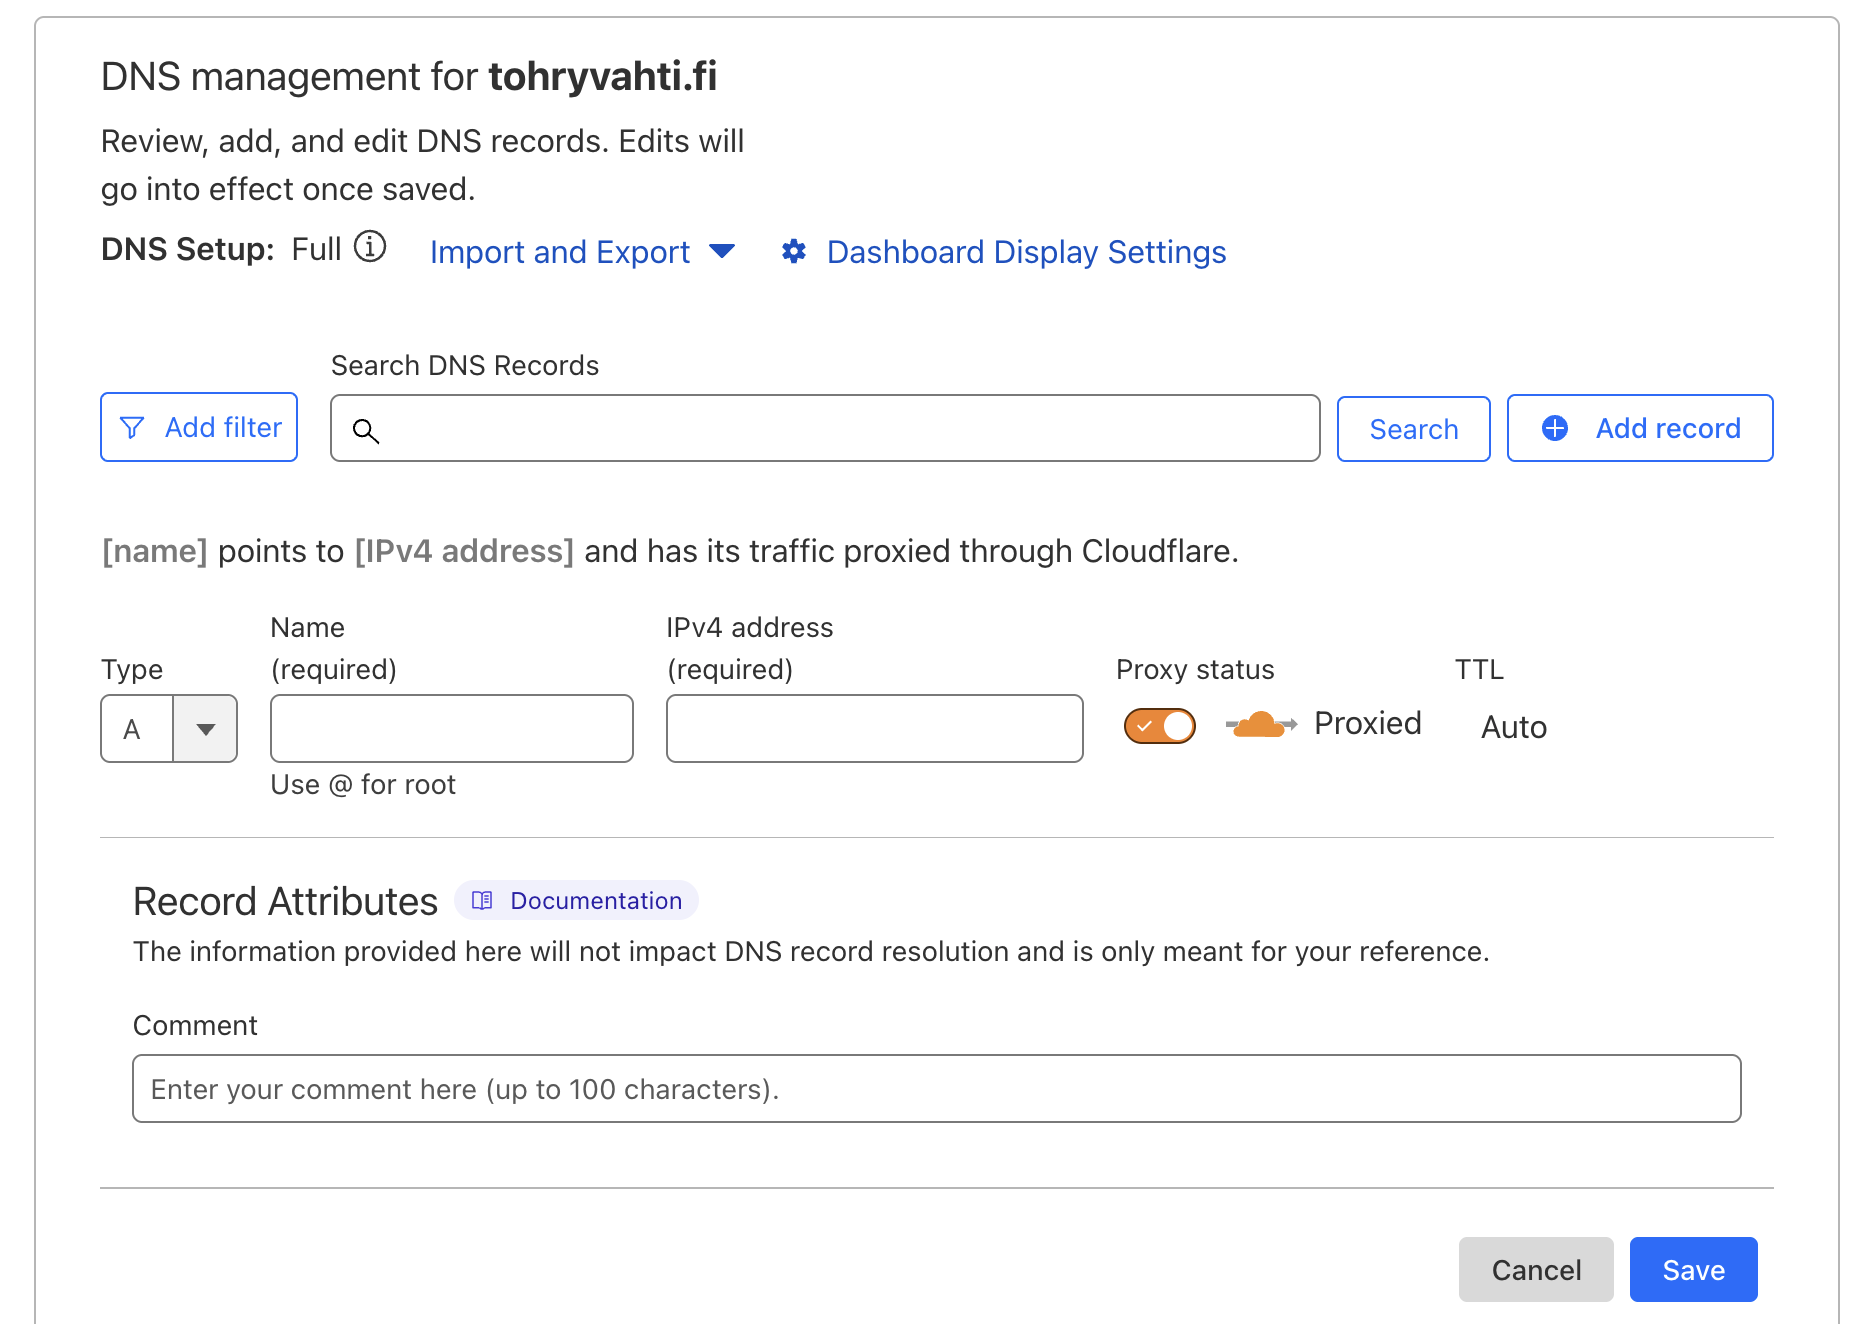 DNS management for tohryvahti.fi
Review, add, and edit DNS records. Edits will
go into effect once saved.
DNS Setup: Full Import and Export Dashboard Display Settings
Search DNS Records
Add filter Search Add record
[name] points to [IPv4 address] and has its traffic proxied through Cloudflare.
Name IPv4 address
Type (required) (required) Proxy status TTL
A Proxied Auto
Use @ for root
Record Attributes Documentation
The information provided here will not impact DNS record resolution and is only meant for your reference.
Comment
Enter your comment here (up to 100 characters).
Cancel Save